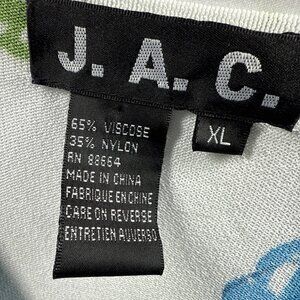 J. A. C.
XL
65% VISCOSE
35% NYLON
RN 88664
MADE IN CHINA
FABRIQUE EN CHINE
CARE ON REVERSE
ENTRETIEN AU VERSO